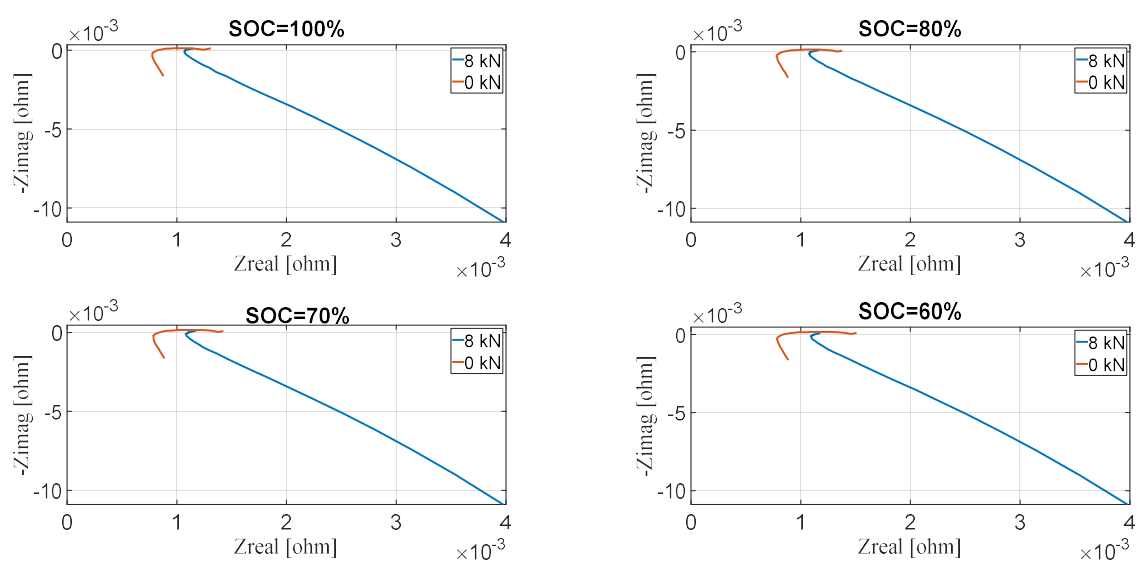 SOC=100%
×10-3
0
-5
-10
-Zimag [ohm]
8 kN
0 kN
0 1 2 3 4
Zreal [ohm]
×10-3
SOC=80%
×10-3
0
-5
-10
-Zimag [ohm]
8 kN
0 kN
0 1 2 3 4
Zreal [ohm]
×10-3
SOC=70%
×10-3
0
-5
-10
-Zimag [ohm]
8 kN
0 kN
0 1 2 3 4
Zreal [ohm]
×10-3
SOC=60%
×10-3
0
-5
-10
-Zimag [ohm]
8 kN
0 kN
0 1 2 3 4
Zreal [ohm]
×10-3